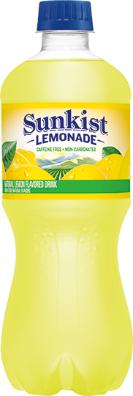 Sunkist
LEMONADE
CAFFEINE FREE • NON-CARBONATED
NATURAL LEMON FLAVORED DRINK